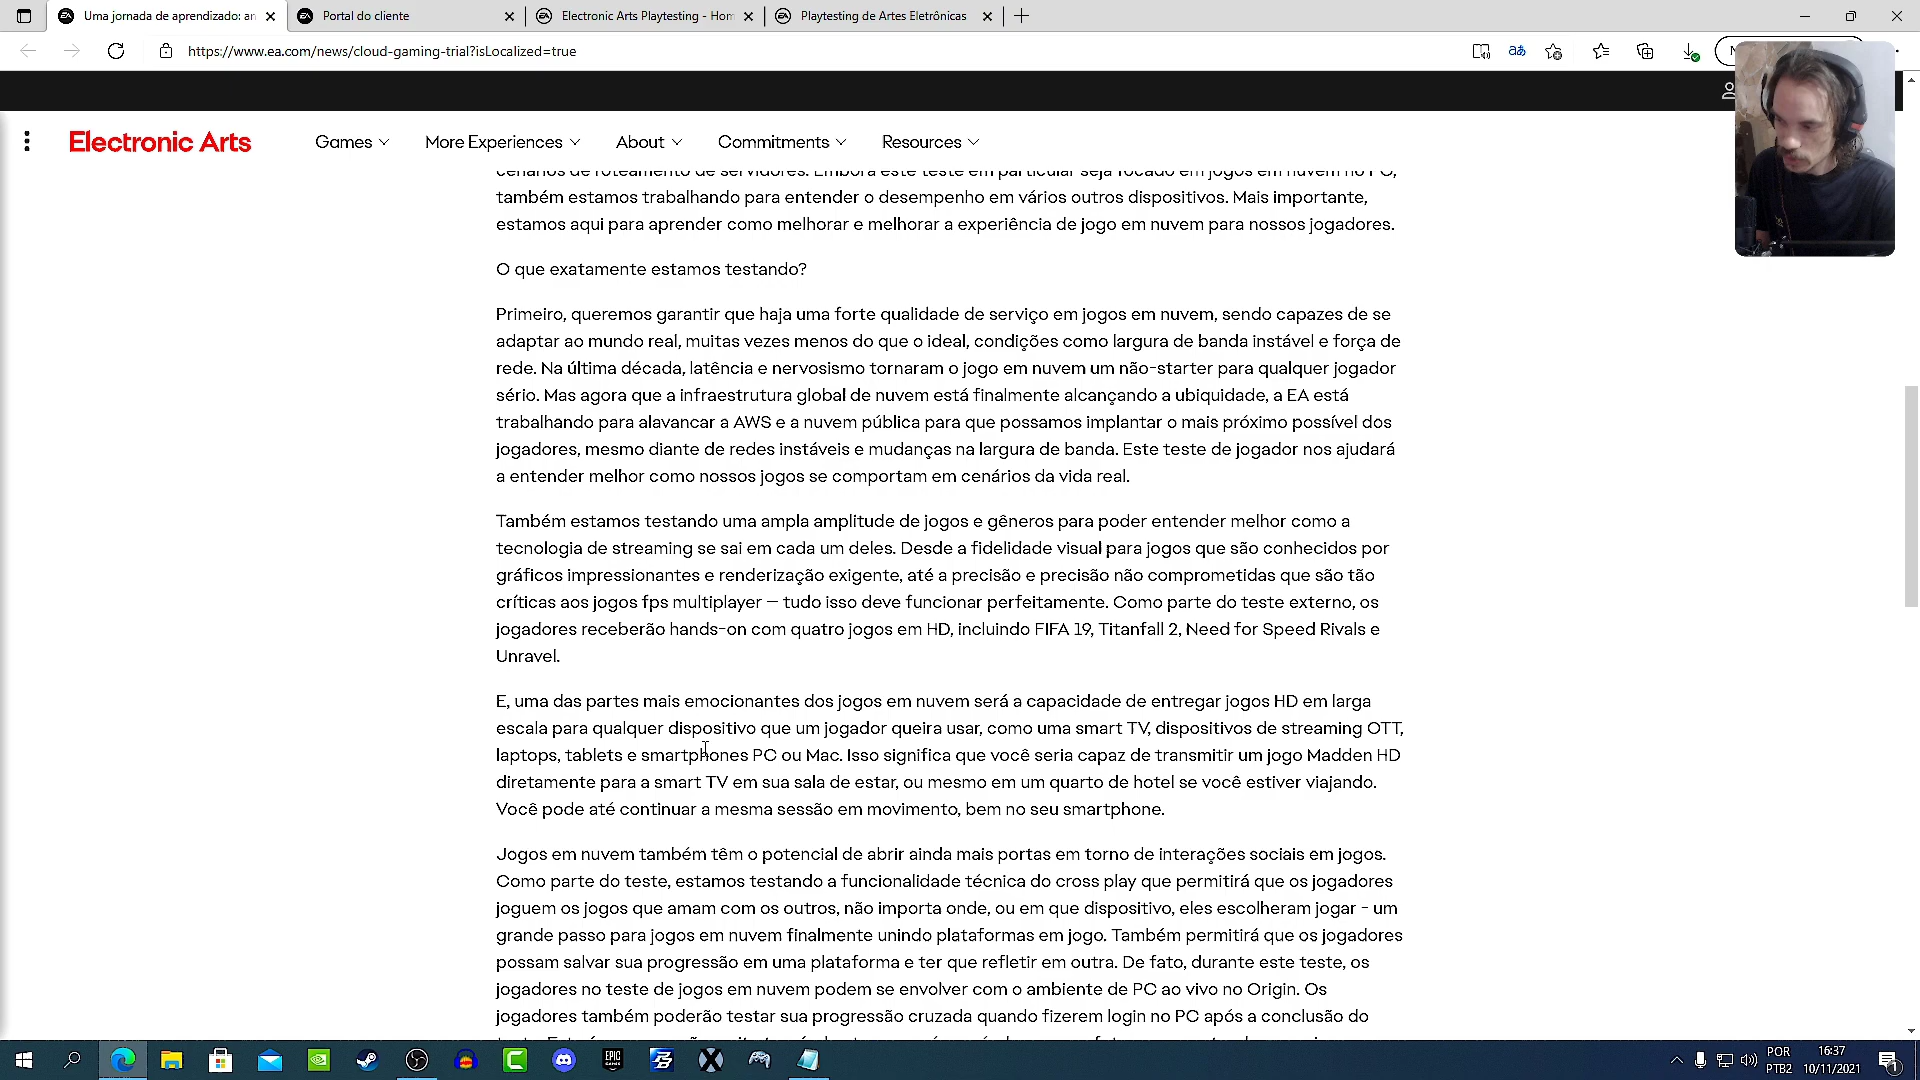 Uma jornada de aprendizado: an
Portal do cliente
Electronic Arts Playtesting - Hom
Playtesting de Artes Eletrônicas
https://www.ea.com/news/cloud-gaming-trial?isLocalized=true
Electronic Arts
Games
More Experiences
About
Commitments
Resources
cenários de roteamento de servidores. Embora este teste em particular seja focado em jogos em nuvem no PC,
também estamos trabalhando para entender o desempenho em vários outros dispositivos. Mais importante,
estamos aqui para aprender como melhorar e melhorar a experiência de jogo em nuvem para nossos jogadores.
O que exatamente estamos testando?
Primeiro, queremos garantir que haja uma forte qualidade de serviço em jogos em nuvem, sendo capazes de se
adaptar ao mundo real, muitas vezes menos do que o ideal, condições como largura de banda instável e força de
rede. Na última década, latência e nervosismo tornaram o jogo em nuvem um não-starter para qualquer jogador
sério. Mas agora que a infraestrutura global de nuvem está finalmente alcançando a ubiquidade, a EA está
trabalhando para alavancar a AWS e a nuvem pública para que possamos implantar o mais próximo possível dos
jogadores, mesmo diante de redes instáveis e mudanças na largura de banda. Este teste de jogador nos ajudará
a entender melhor como nossos jogos se comportam em cenários da vida real.
Também estamos testando uma ampla amplitude de jogos e gêneros para poder entender melhor como a
tecnologia de streaming se sai em cada um deles. Desde a fidelidade visual para jogos que são conhecidos por
gráficos impressionantes e renderização exigente, até a precisão e precisão não comprometidas que são tão
críticas aos jogos fps multiplayer – tudo isso deve funcionar perfeitamente. Como parte do teste externo, os
jogadores receberão hands-on com quatro jogos em HD, incluindo FIFA 19, Titanfall 2, Need for Speed Rivals e
Unravel.
E, uma das partes mais emocionantes dos jogos em nuvem será a capacidade de entregar jogos HD em larga
escala para qualquer dispositivo que um jogador queira usar, como uma smart TV, dispositivos de streaming OTT,
laptops, tablets e smartphones PC ou Mac. Isso significa que você seria capaz de transmitir um jogo Madden HD
diretamente para a smart TV em sua sala de estar, ou mesmo em um quarto de hotel se você estiver viajando.
Você pode até continuar a mesma sessão em movimento, bem no seu smartphone.
Jogos em nuvem também têm o potencial de abrir ainda mais portas em torno de interações sociais em jogos.
Como parte do teste, estamos testando a funcionalidade técnica do cross play que permitirá que os jogadores
joguem os jogos que amam com os outros, não importa onde, ou em que dispositivo, eles escolheram jogar - um
grande passo para jogos em nuvem finalmente unindo plataformas em jogo. Também permitirá que os jogadores
possam salvar sua progressão em uma plataforma e ter que refletir em outra. De fato, durante este teste, os
jogadores no teste de jogos em nuvem podem se envolver com o ambiente de PC ao vivo no Origin. Os
jogadores também poderão testar sua progressão cruzada quando fizerem login no PC após a conclusão do
POR
PTB2
16:37
10/11/2021